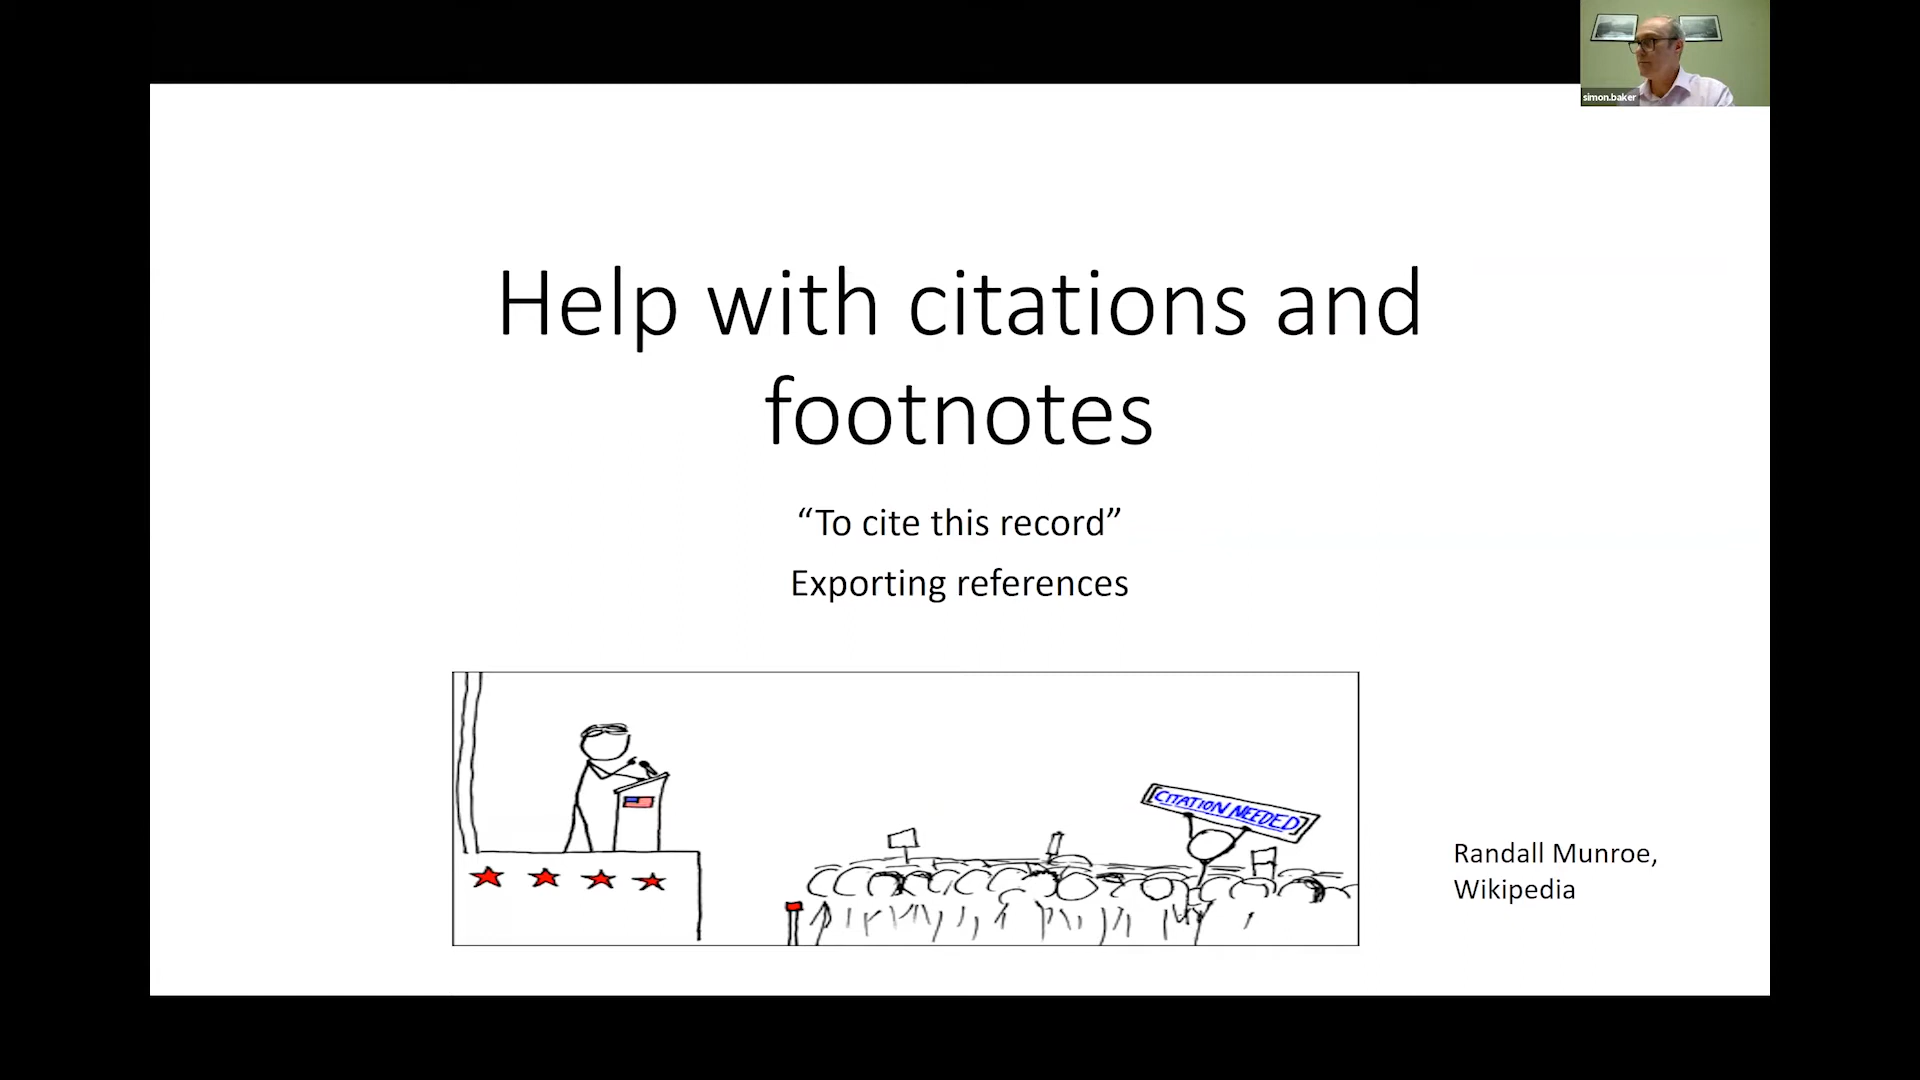 simon.baker
Help with citations and
footnotes
“To cite this record”
Exporting references
[CITATION NEEDED]
Randall Munroe,
Wikipedia